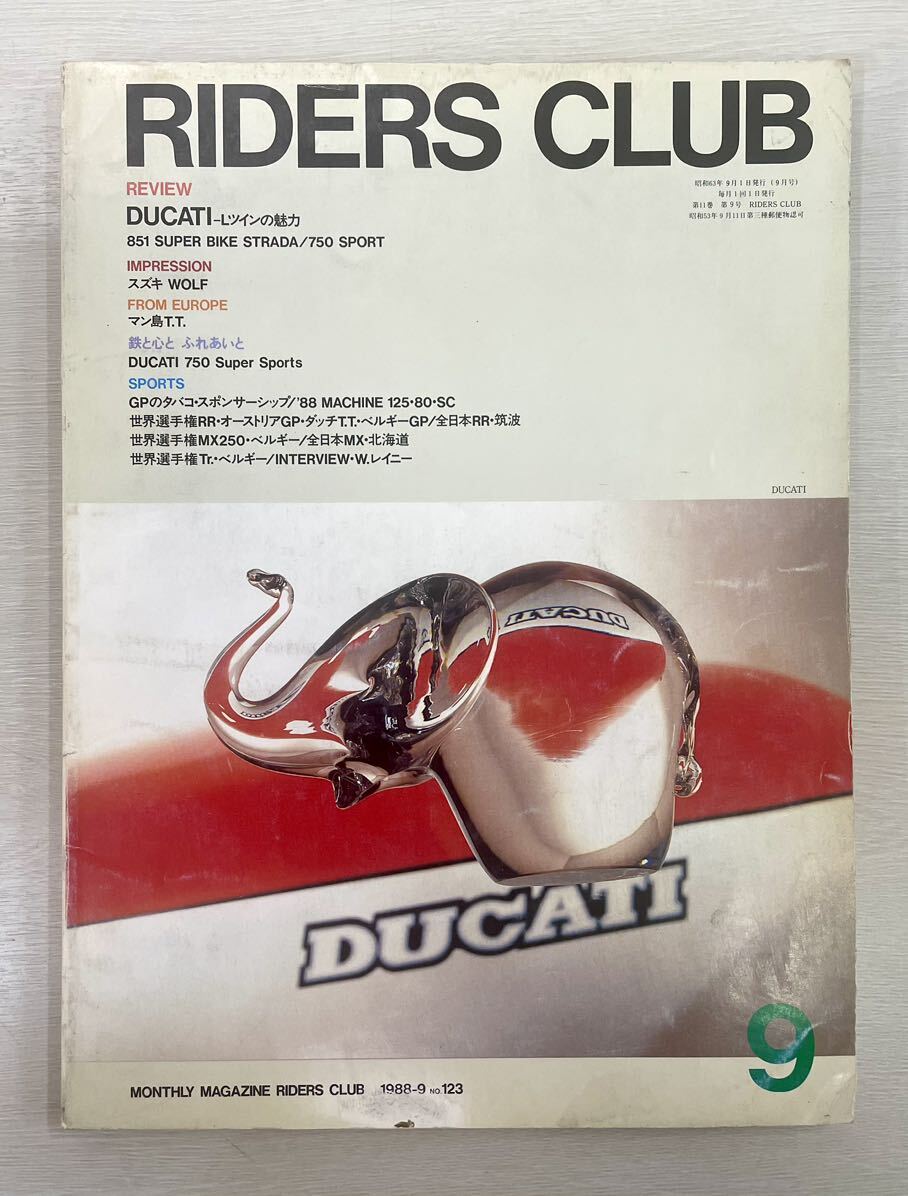 RIDERS CLUB
昭和63年9月1日発行(9月号)
毎月1回1日発行
第11巻 第9号 RIDERS CLUB
昭和53年9月11日第三種郵便物認可
REVIEW
DUCATI–Lツインの魅力
851 SUPER BIKE STRADA/750 SPORT
IMPRESSION
スズキ WOLF
FROM EUROPE
マン島T.T.
鉄と心と ふれあいと
DUCATI 750 Super Sports
SPORTS
GPのタバコ・スポンサーシップ/'88 MACHINE 125・80・SC
世界選手権RR・オーストリアGP・ダッチT.T.・ベルギーGP/全日本RR・筑波
世界選手権MX250・ベルギー/全日本MX・北海道
世界選手権Tr.・ベルギー/INTERVIEW・W.レイニー
DUCATI
DUCATI
DUCATI
9
MONTHLY MAGAZINE RIDERS CLUB 1988-9 NO.123